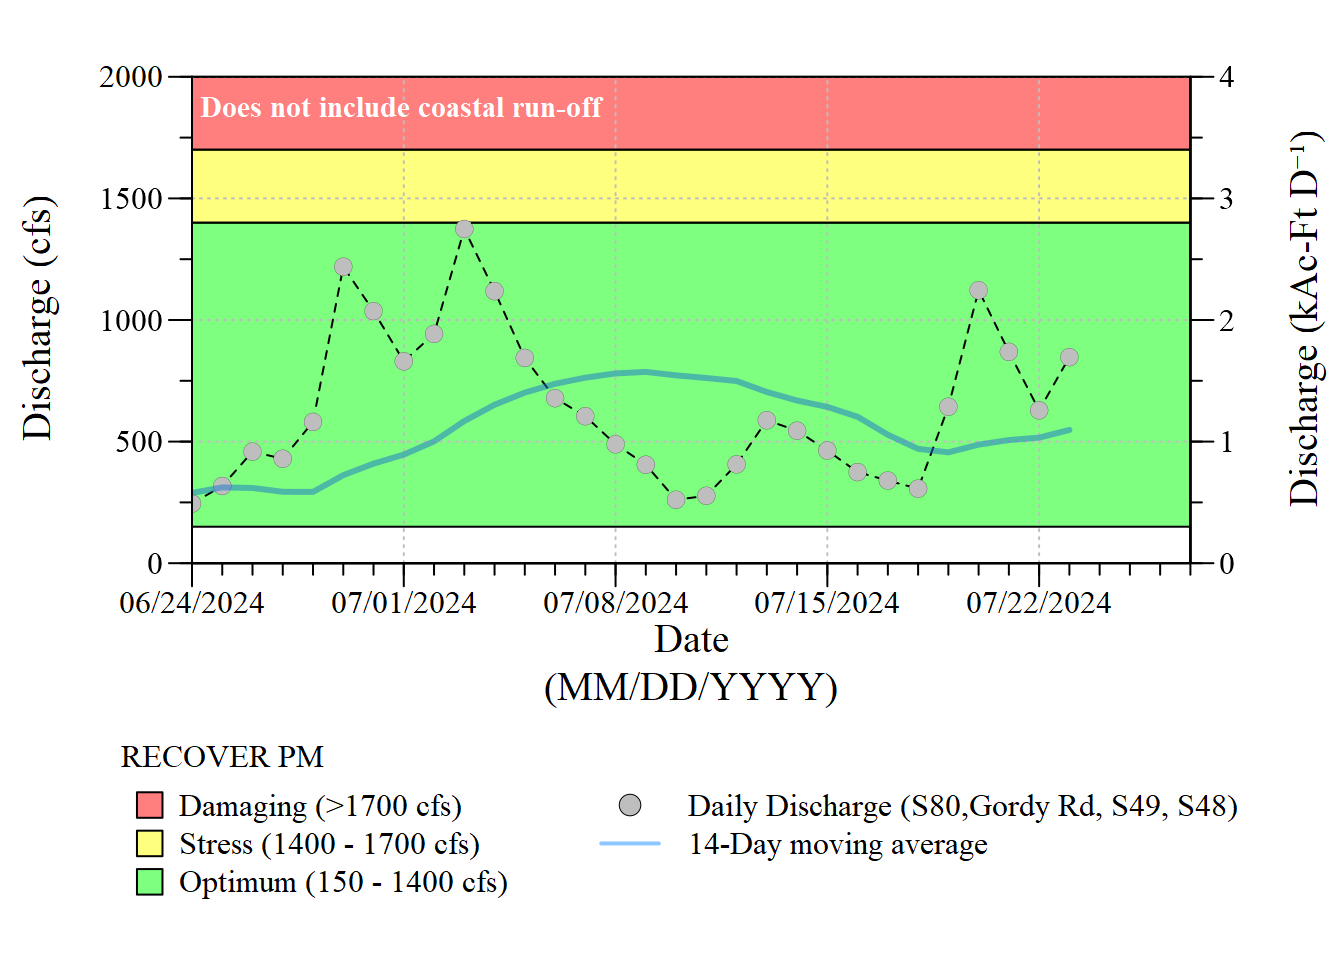 2000
1500
1000
500
0
Discharge (cfs)
Does not include coastal run-off
4
3
2
1
0
Discharge (kAc-Ft D⁻¹)
06/24/2024 07/01/2024 07/08/2024 07/15/2024 07/22/2024
Date
(MM/DD/YYYY)
RECOVER PM
Damaging (>1700 cfs)
Stress (1400 - 1700 cfs)
Optimum (150 - 1400 cfs)
Daily Discharge (S80,Gordy Rd, S49, S48)
14-Day moving average